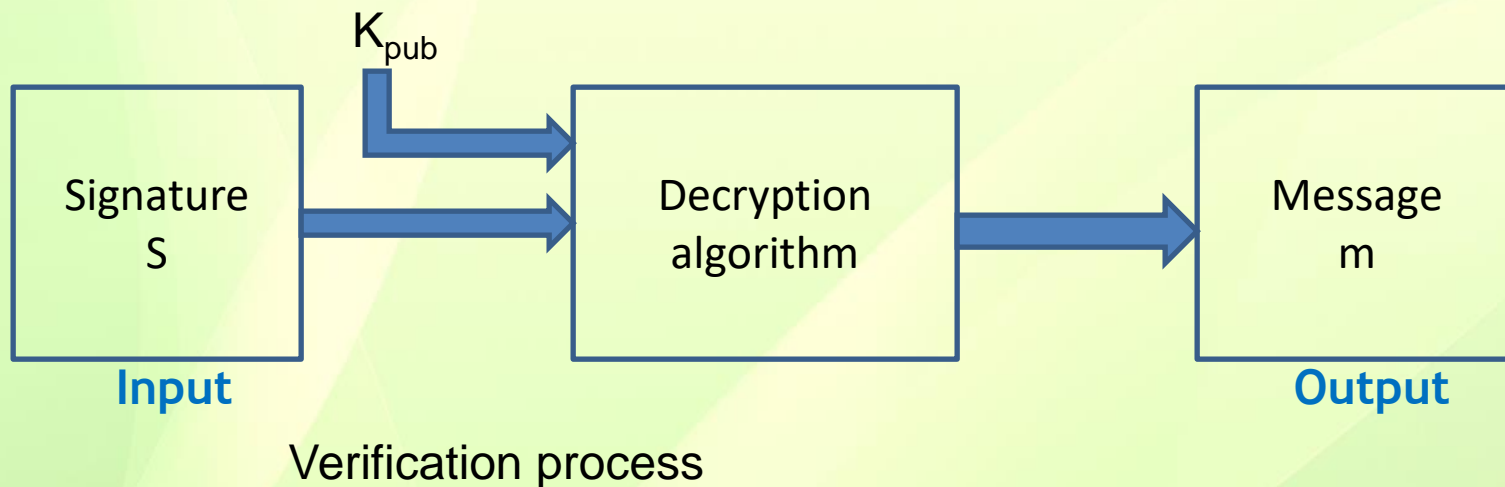 K_pub
Signature
S
Decryption
algorithm
Message
m
Input
Output
Verification process